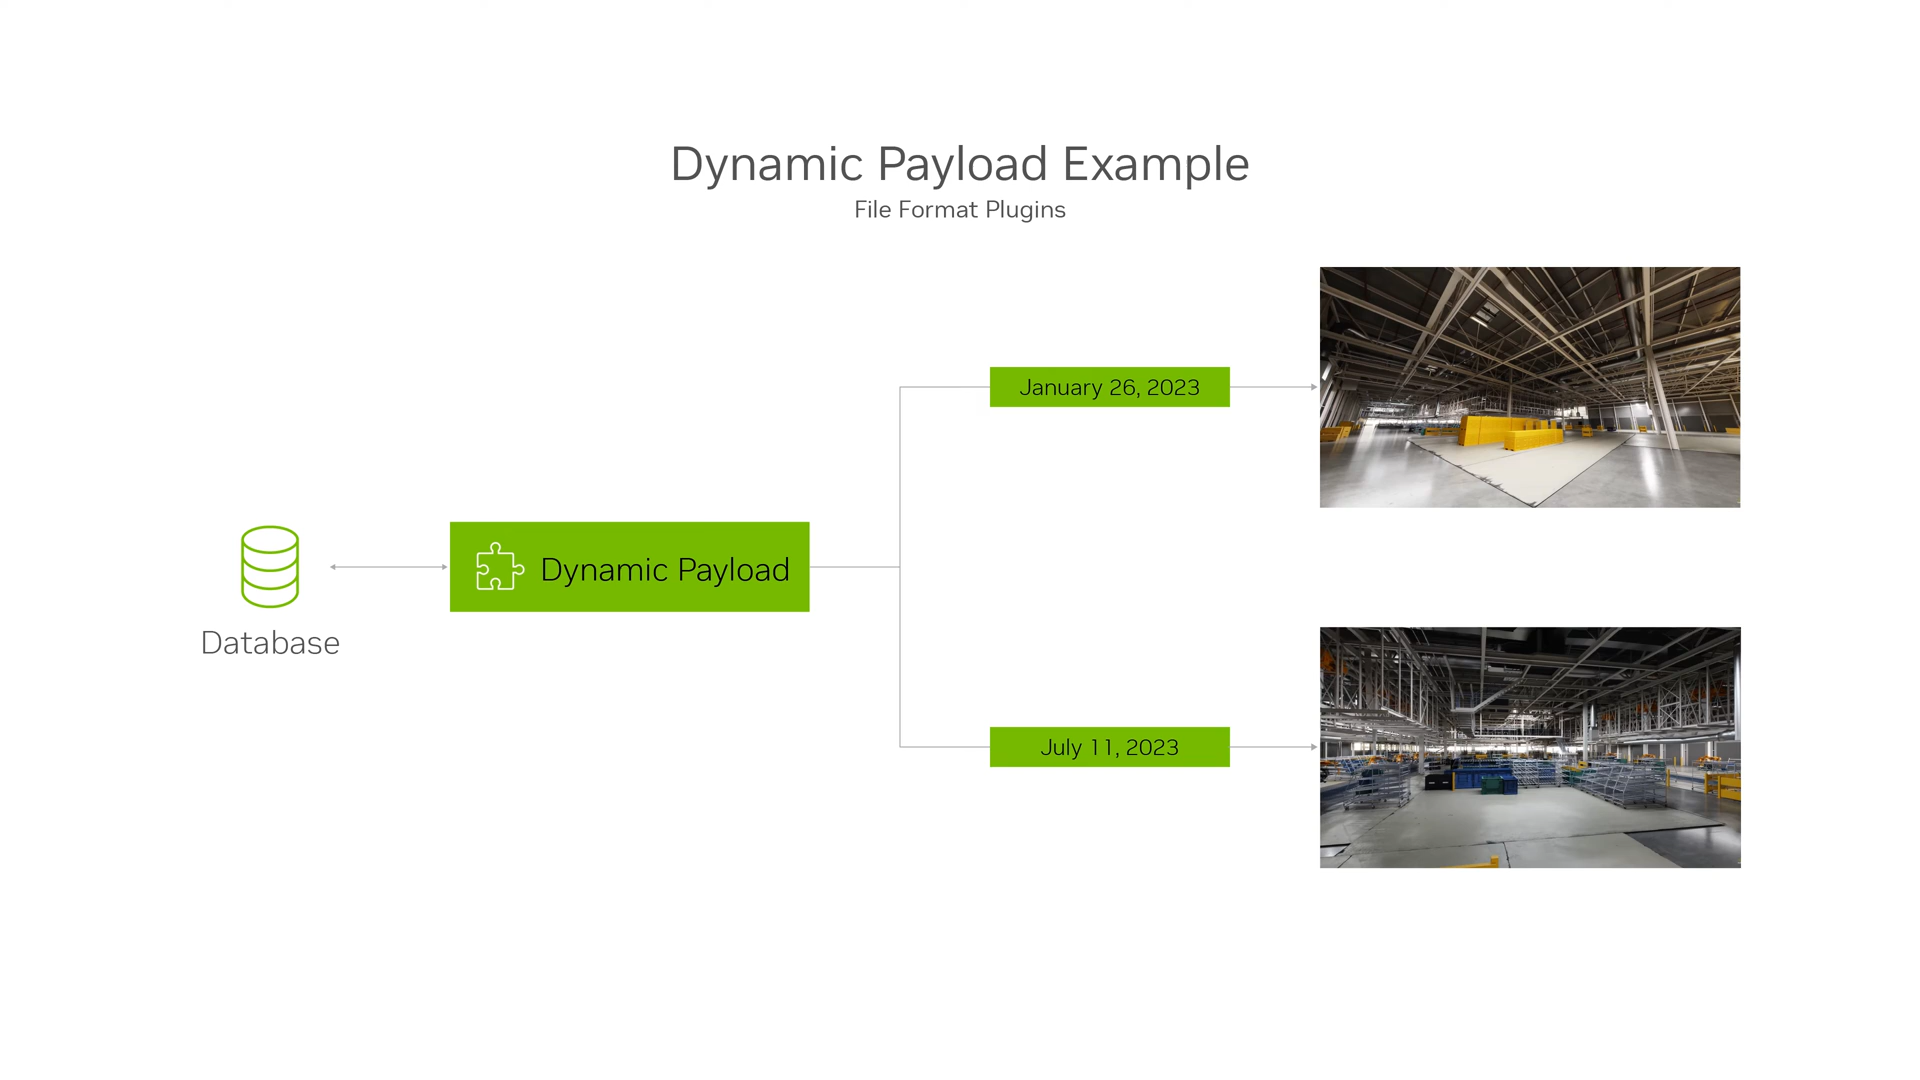 Dynamic Payload Example
File Format Plugins
January 26, 2023
Dynamic Payload
Database
July 11, 2023